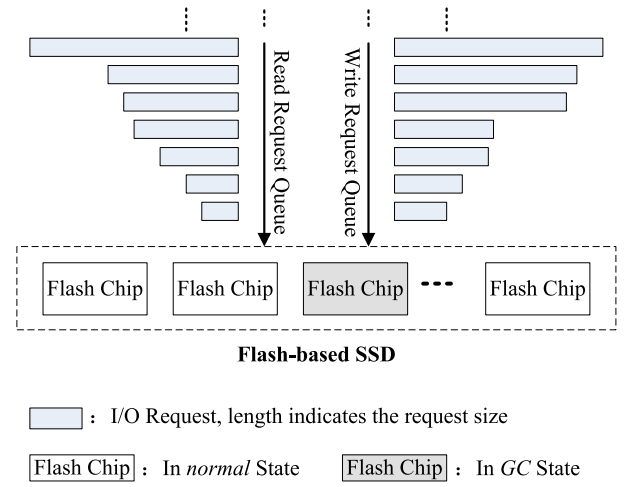 Read Request Queue
Write Request Queue
Flash Chip
Flash Chip
Flash Chip
Flash Chip
Flash-based SSD
: I/O Request, length indicates the request size
Flash Chip : In normal State
Flash Chip : In GC State